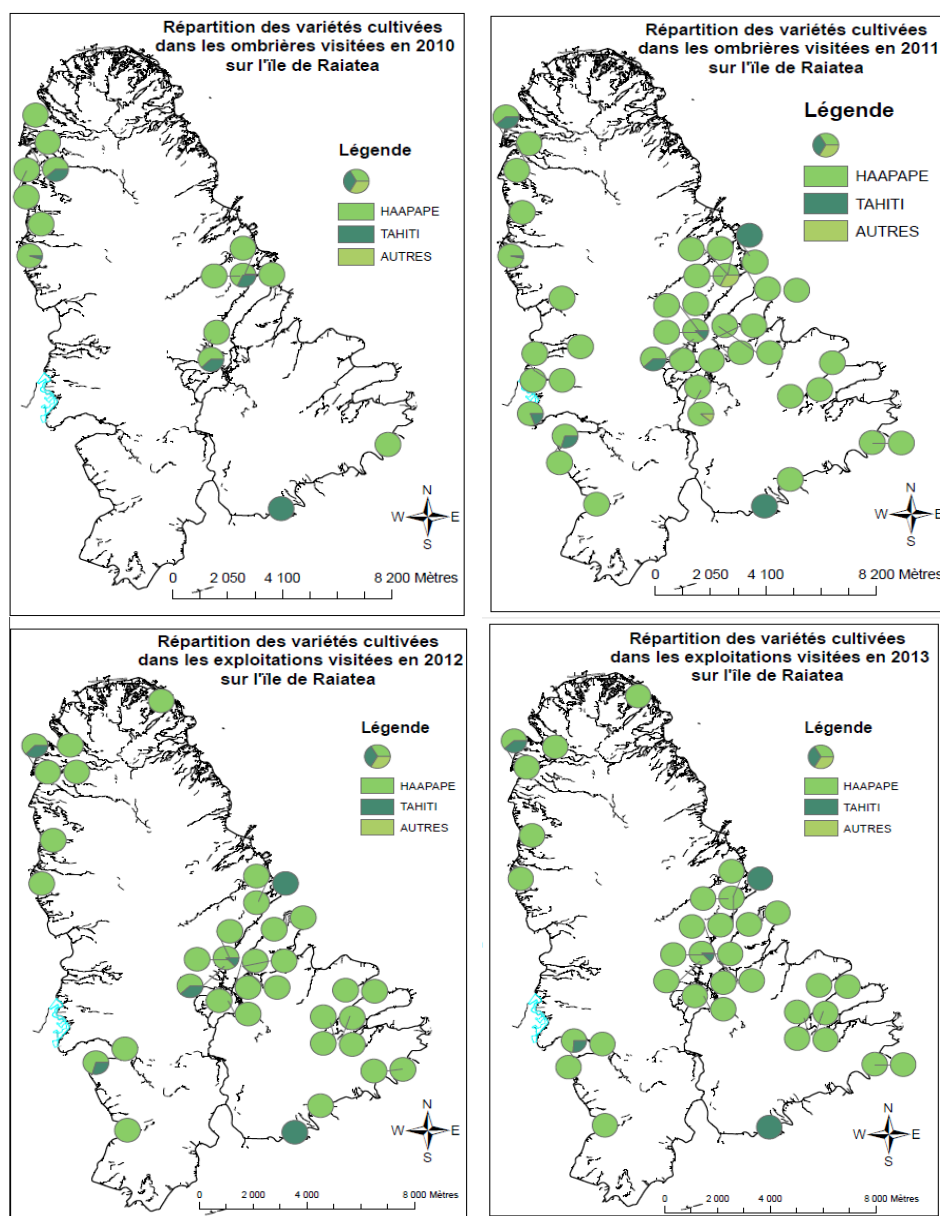 Répartition des variétés cultivées
dans les ombrières visitées en 2010
sur l'île de Raiatea
Légende
HAAPAPE
TAHITI
AUTRES
N
W
E
S
0
2 050
4 100
8 200 Mètres
Répartition des variétés cultivées
dans les ombrières visitées en 2011
sur l'île de Raiatea
Légende
HAAPAPE
TAHITI
AUTRES
N
W
E
S
0
2 050
4 100
8 200 Mètres
Répartition des variétés cultivées
dans les exploitations visitées en 2012
sur l'île de Raiatea
Légende
HAAPAPE
TAHITI
AUTRES
N
W
E
S
0
2 000
4 000
8 000 Mètres
Répartition des variétés cultivées
dans les exploitations visitées en 2013
sur l'île de Raiatea
Légende
HAAPAPE
TAHITI
AUTRES
N
W
E
S
0
2 000
4 000
8 000 Mètres